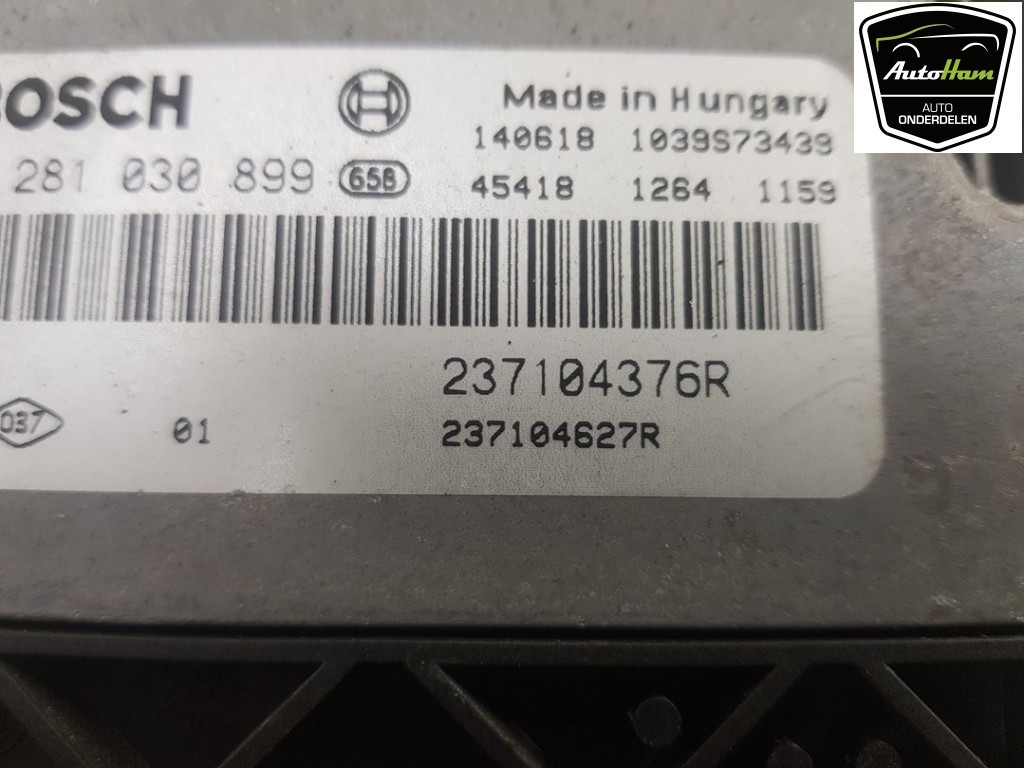 BOSCH
Made in Hungary
140618 1039S73439
281 030 899 658
45418 1264 1159
237104376R
037 01
237104627R
AutoHam
AUTO
ONDERDELEN